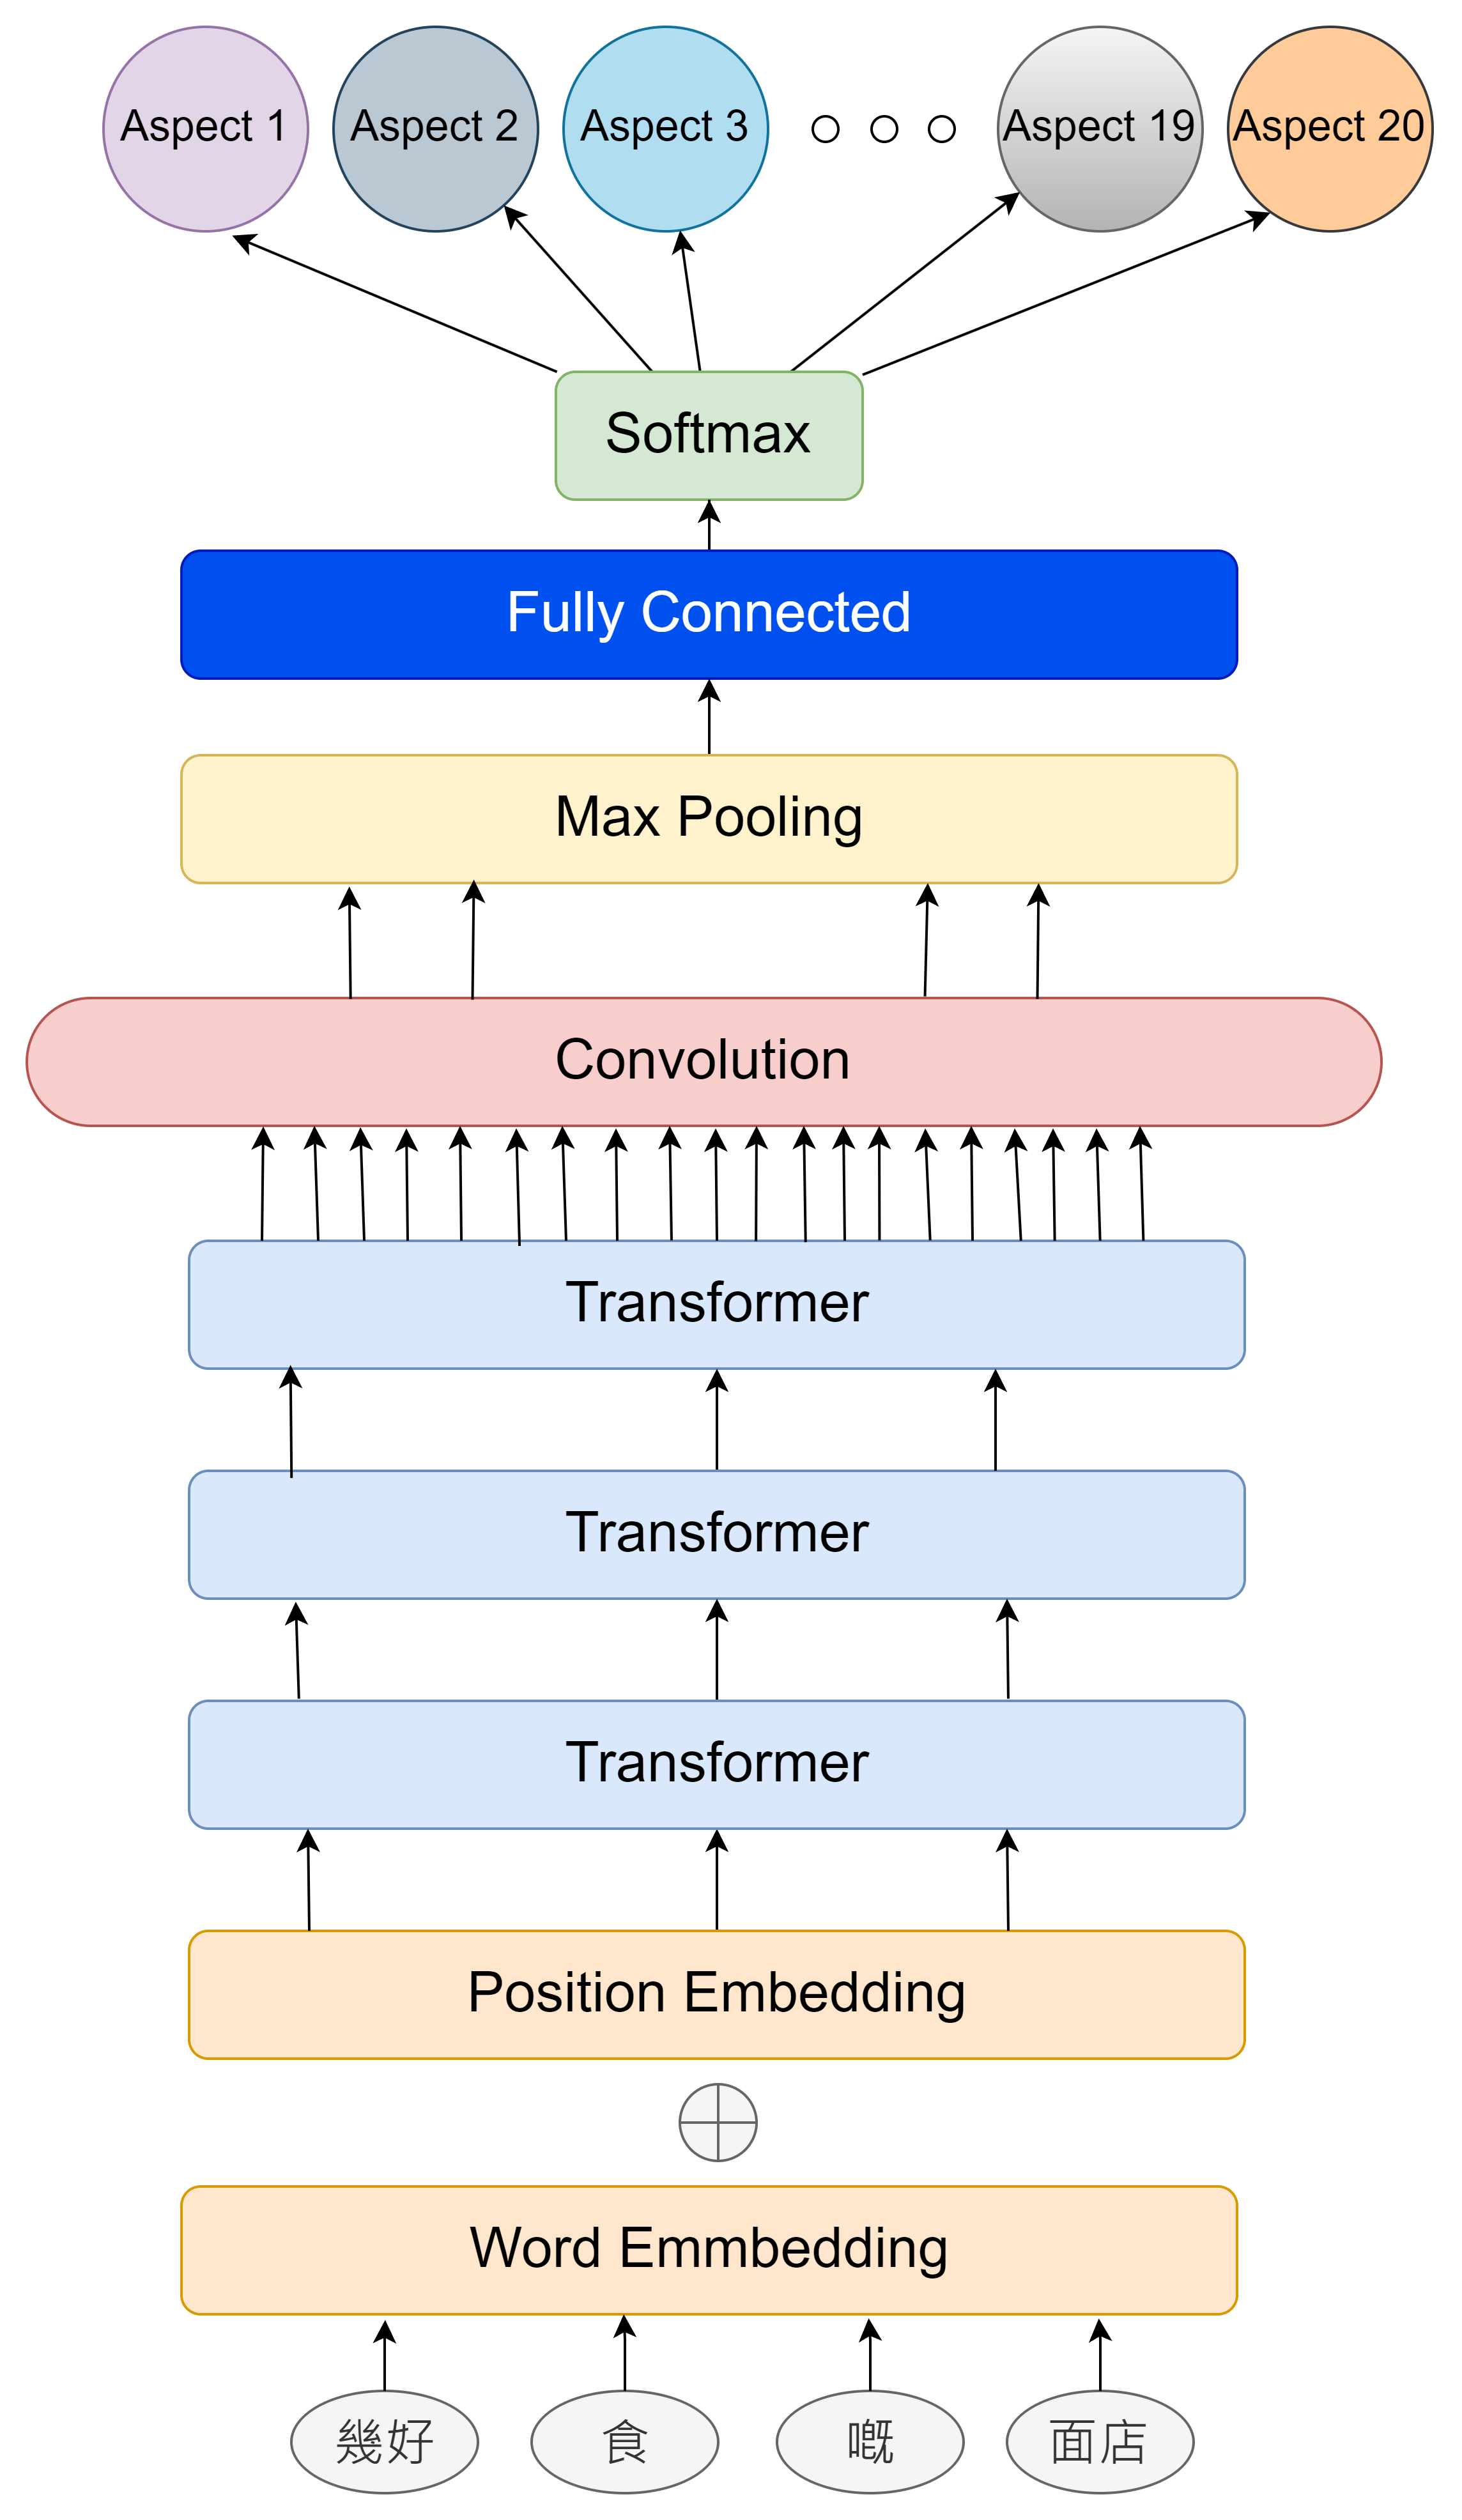 Aspect 1 Aspect 2 Aspect 3 Aspect 19 Aspect 20
Softmax
Fully Connected
Max Pooling
Convolution
Transformer
Transformer
Transformer
Position Embedding
Word Emmbedding
幾好 食 嘅 面店